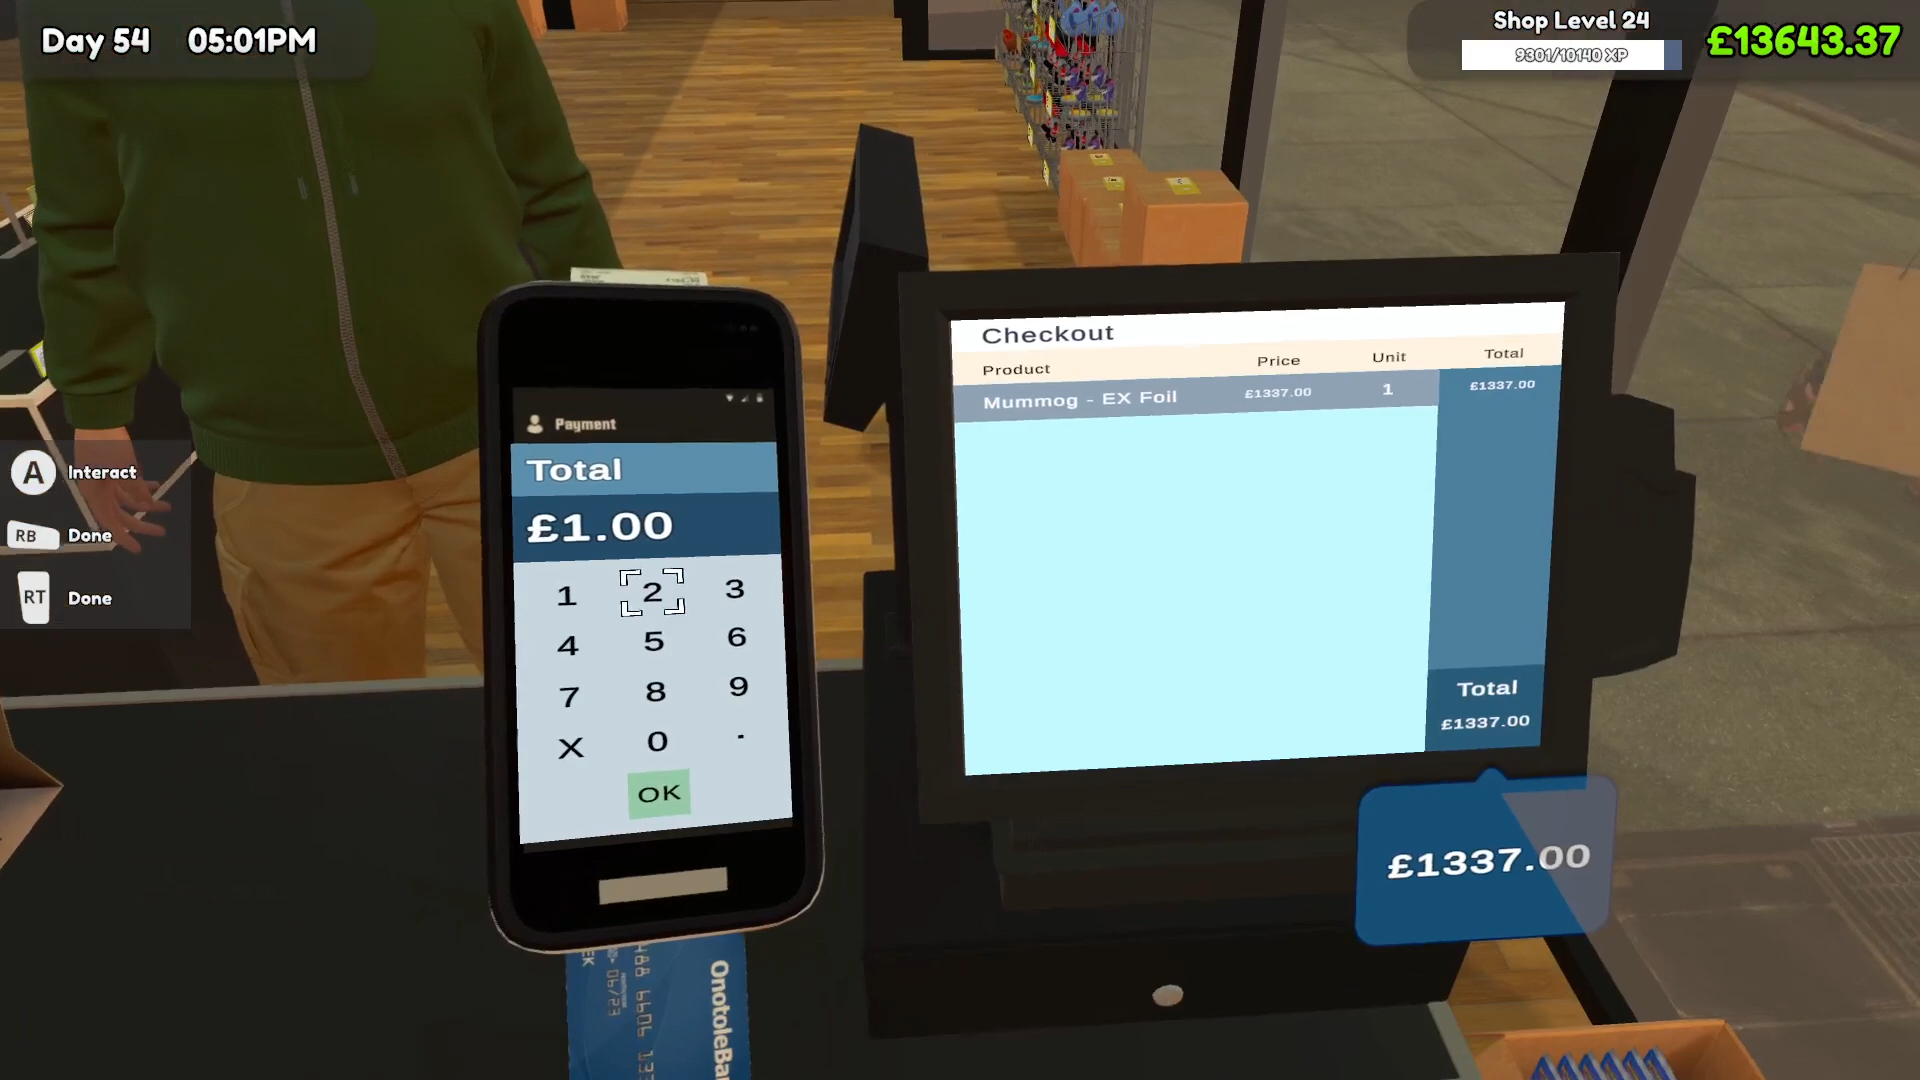 Day 54 05:01PM
Shop Level 24
9301/10140 XP
£13643.37
A Interact
RB Done
RT Done
Payment
Total
£1.00
1 2 3
4 5 6
7 8 9
X 0 .
OK
Checkout
Product Price Unit Total
Mummog - EX Foil £1337.00 1 £1337.00
Total
£1337.00
£1337.00
OnotoleBa
06/23